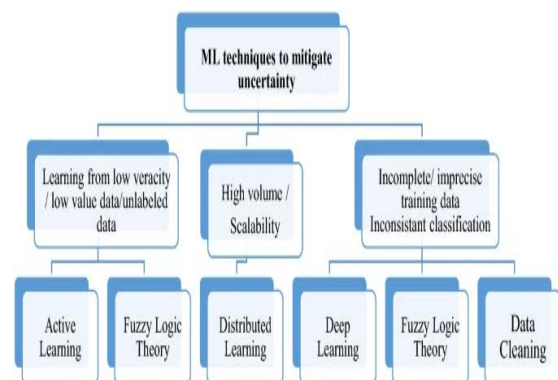 ML techniques to mitigate
uncertainty
Learning from low veracity
/ low value data/unlabeled
data
High volume /
Scalability
Incomplete/ imprecise
training data
Inconsistant classification
Active
Learning
Fuzzy Logic
Theory
Distributed
Learning
Deep
Learning
Fuzzy Logic
Theory
Data
Cleaning